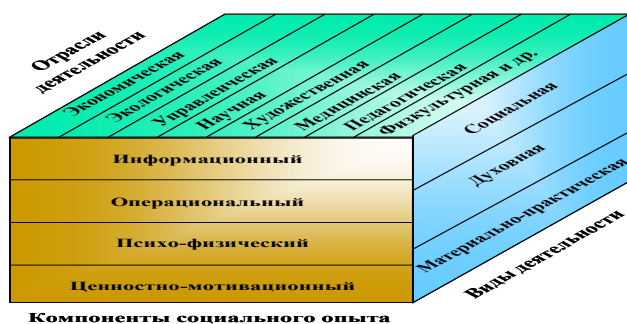 Отрасли
деятельности
Экономическая
Экологическая
Управленческая
Научная
Художественная
Медицинская
Педагогическая
Физкультурная и др.
Социальная
Духовная
Материально-практическая
Виды деятельности
Информационный
Операциональный
Психо-физический
Ценностно-мотивационный
Компоненты социального опыта